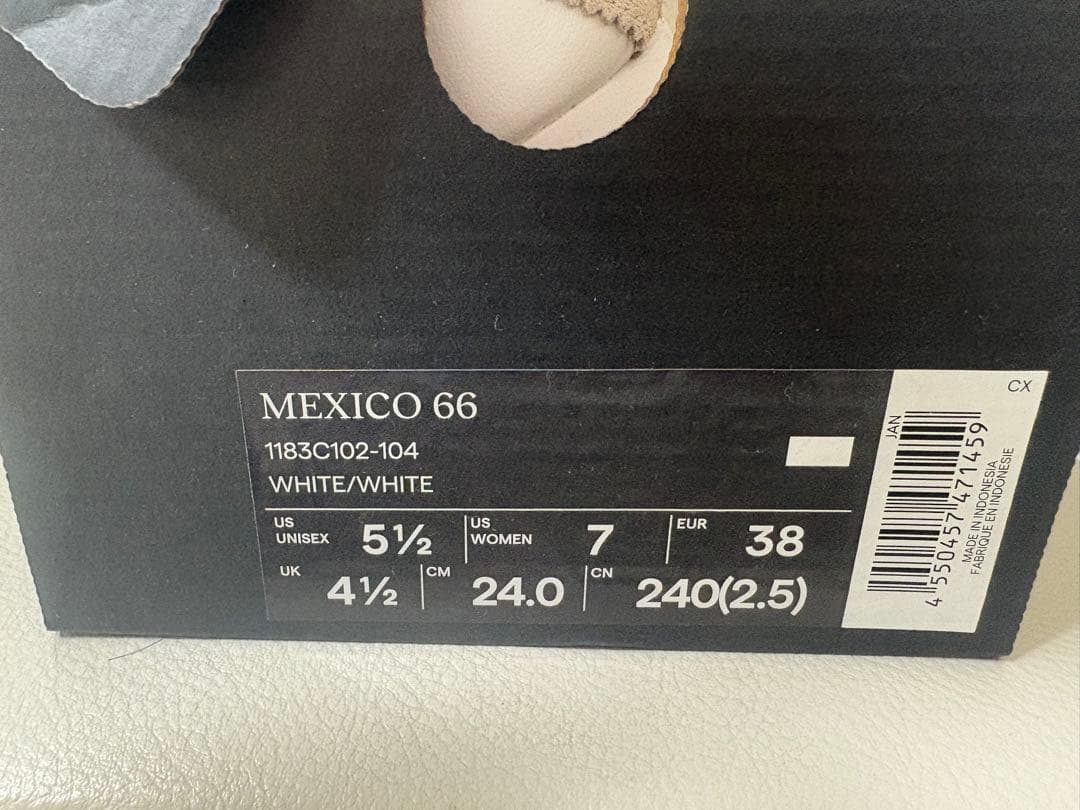 MEXICO 66
1183C102-104
WHITE/WHITE
US UNISEX 5½
US WOMEN 7
EUR 38
UK 4½
CM 24.0
CN 240(2.5)
CX
JAN
4 550457 471459
MADE IN INDONESIA
FABRIQUE EN INDONESIE